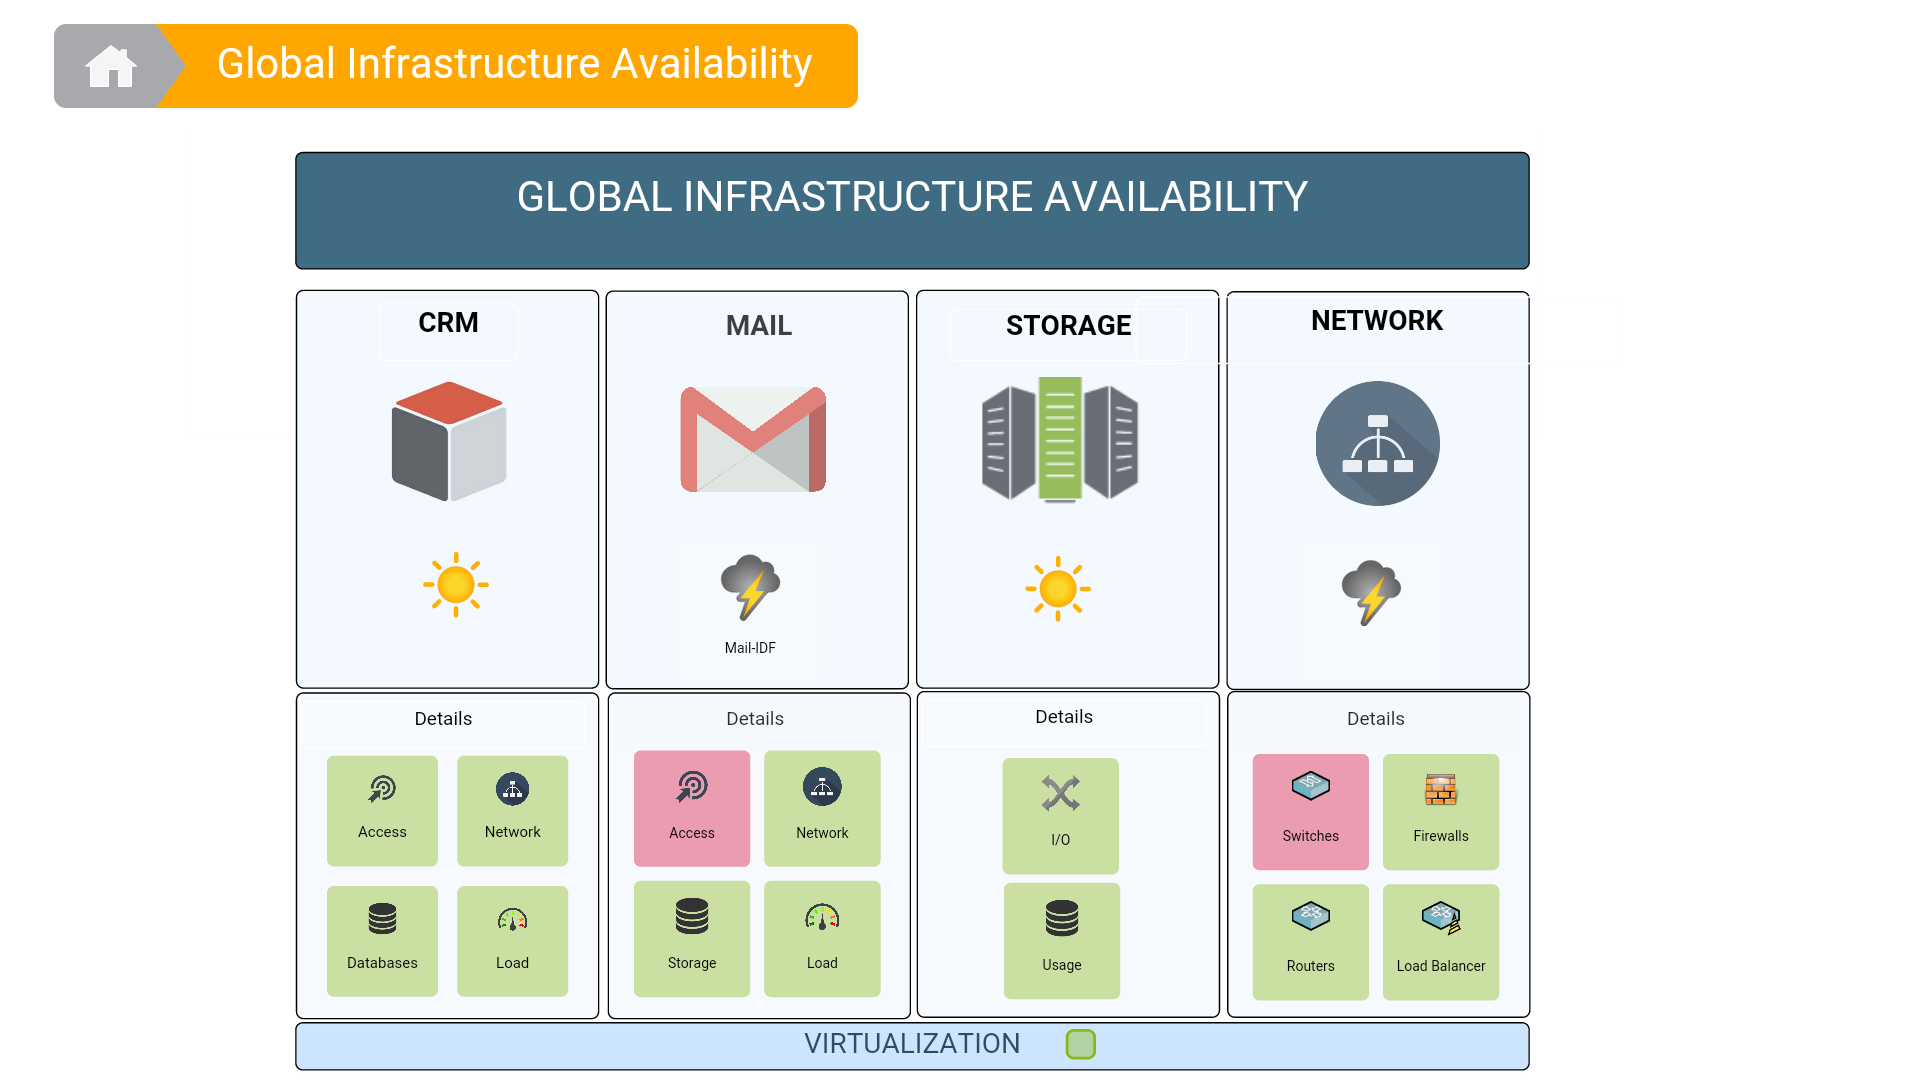 Global Infrastructure Availability
GLOBAL INFRASTRUCTURE AVAILABILITY
CRM
MAIL
STORAGE
NETWORK
Mail-IDF
Details
Details
Details
Details
Access
Network
Databases
Load
Access
Network
Storage
Load
I/O
Usage
Switches
Firewalls
Routers
Load Balancer
VIRTUALIZATION